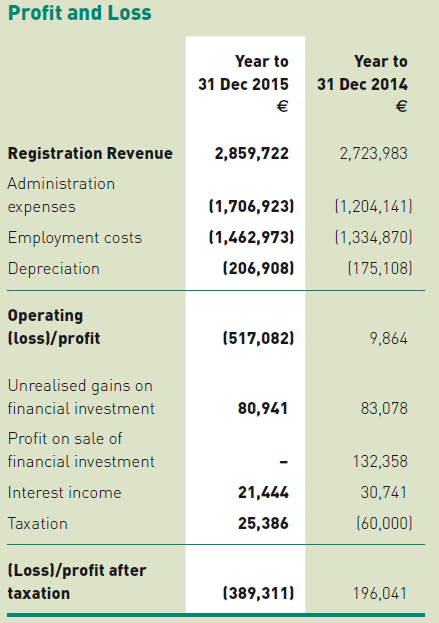 Profit and Loss
Year to Year to
31 Dec 2015 31 Dec 2014
€ €
Registration Revenue 2,859,722 2,723,983
Administration
expenses (1,706,923) (1,204,141)
Employment costs (1,462,973) (1,334,870)
Depreciation (206,908) (175,108)
Operating
(loss)/profit (517,082) 9,864
Unrealised gains on
financial investment 80,941 83,078
Profit on sale of
financial investment – 132,358
Interest income 21,444 30,741
Taxation 25,386 (60,000)
(Loss)/profit after
taxation (389,311) 196,041